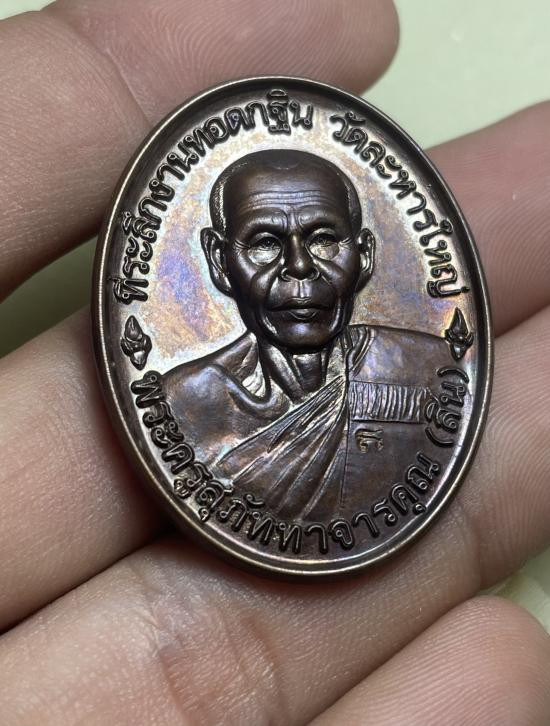 ที่ระลึกงานทอดกฐิน วัดละหารใหญ่
พระครูสุภัททาจารคุณ (สิน)